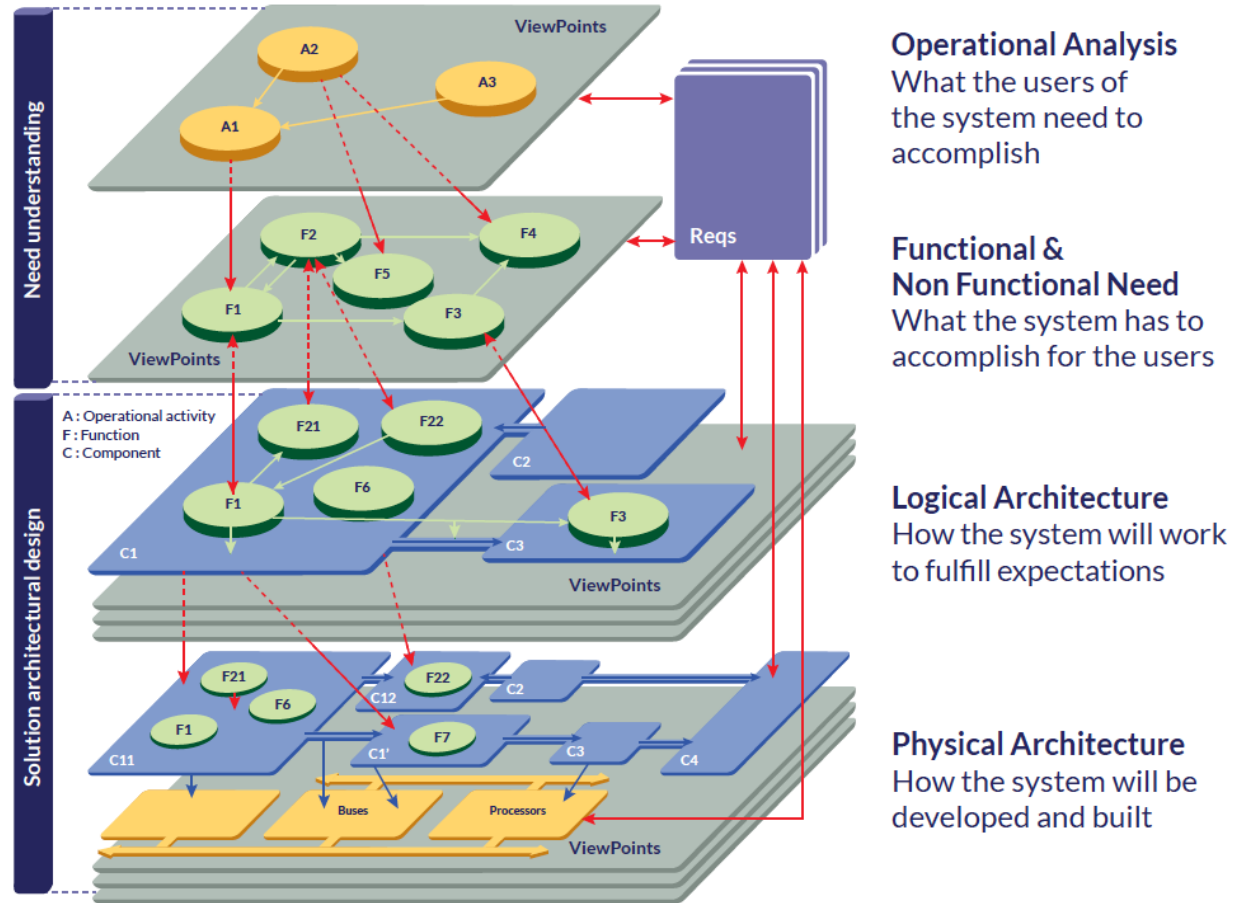 Need understanding
Solution architectural design
ViewPoints
A2
A3
A1
Reqs
F2
F4
F5
F1
F3
ViewPoints
A : Operational activity
F : Function
C : Component
F21
F22
F6
F1
F3
C1
C2
C3
ViewPoints
F21
F6
F1
C11
F22
C12
C2
F7
C1'
C3
C4
Buses
Processors
ViewPoints
Operational Analysis
What the users of
the system need to
accomplish
Functional &
Non Functional Need
What the system has to
accomplish for the users
Logical Architecture
How the system will work
to fulfill expectations
Physical Architecture
How the system will be
developed and built